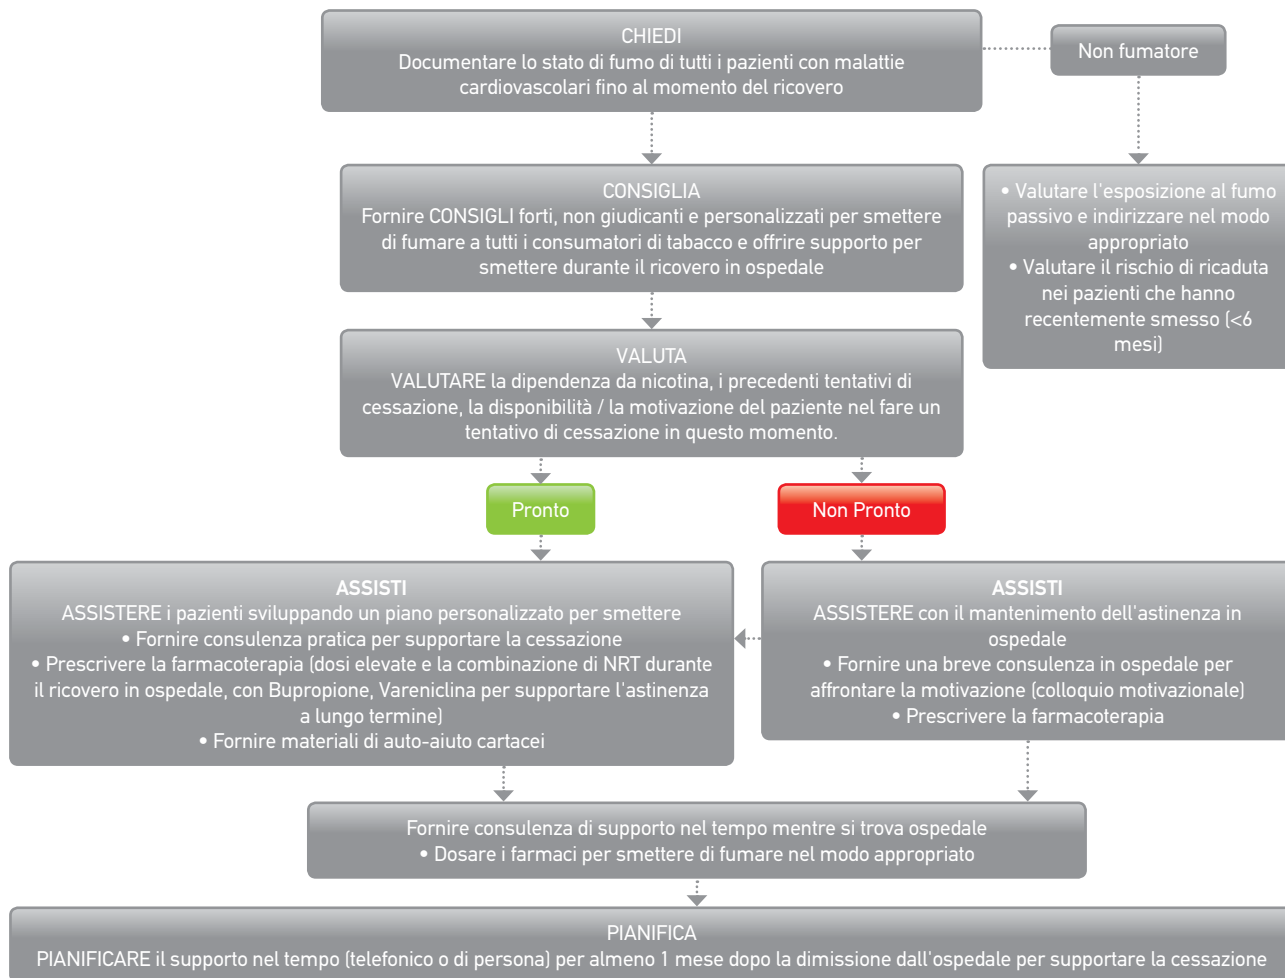 CHIEDI
Documentare lo stato di fumo di tutti i pazienti con malattie
cardiovascolari fino al momento del ricovero
Non fumatore
CONSIGLIA
Fornire CONSIGLI forti, non giudicanti e personalizzati per smettere
di fumare a tutti i consumatori di tabacco e offrire supporto per
smettere durante il ricovero in ospedale
• Valutare l'esposizione al fumo
passivo e indirizzare nel modo
appropriato
• Valutare il rischio di ricaduta
nei pazienti che hanno
recentemente smesso (<6
mesi)
VALUTA
VALUTARE la dipendenza da nicotina, i precedenti tentativi di
cessazione, la disponibilità / la motivazione del paziente nel fare un
tentativo di cessazione in questo momento.
Pronto
Non Pronto
ASSISTI
ASSISTERE i pazienti sviluppando un piano personalizzato per smettere
• Fornire consulenza pratica per supportare la cessazione
• Prescrivere la farmacoterapia (dosi elevate e la combinazione di NRT durante
il ricovero in ospedale, con Bupropione, Vareniclina per supportare l'astinenza
a lungo termine)
• Fornire materiali di auto-aiuto cartacei
ASSISTI
ASSISTERE con il mantenimento dell'astinenza in
ospedale
• Fornire una breve consulenza in ospedale per
affrontare la motivazione (colloquio motivazionale)
• Prescrivere la farmacoterapia
Fornire consulenza di supporto nel tempo mentre si trova ospedale
• Dosare i farmaci per smettere di fumare nel modo appropriato
PIANIFICA
PIANIFICARE il supporto nel tempo (telefonico o di persona) per almeno 1 mese dopo la dimissione dall'ospedale per supportare la cessazione